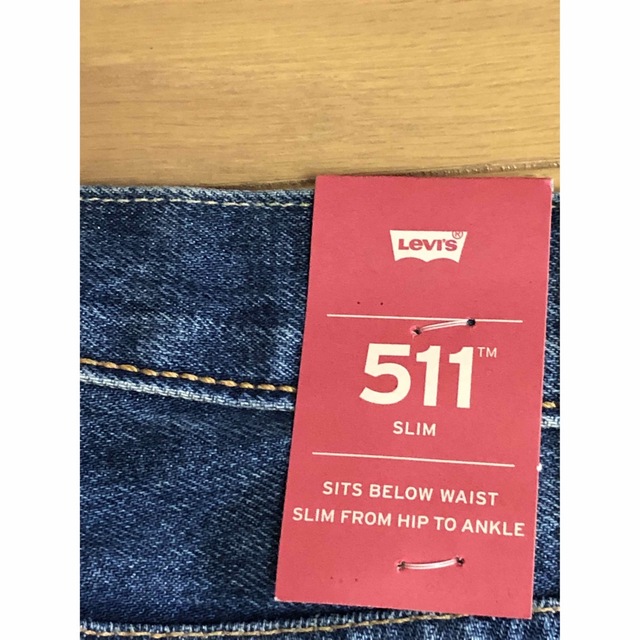 LEVI'S®
511™
SLIM
SITS BELOW WAIST
SLIM FROM HIP TO ANKLE